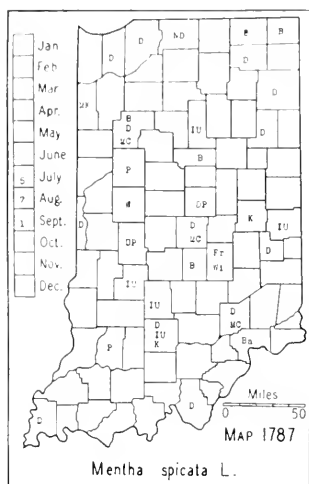 Jan
Feb
Mar
Apr.
May
June
5 July
7 Aug.
1 Sept.
Oct.
Nov.
Dec.
D D ND B B
D
D
B
D
MC
IU
D
B
P
W
DP
D
D
MC
K
IU
DP
Fr
Wi
B
D
IU
IU
D
IU
K
D
MC
Ba
P
D
D
Miles
0 50
MAP 1787
Mentha spicata L.